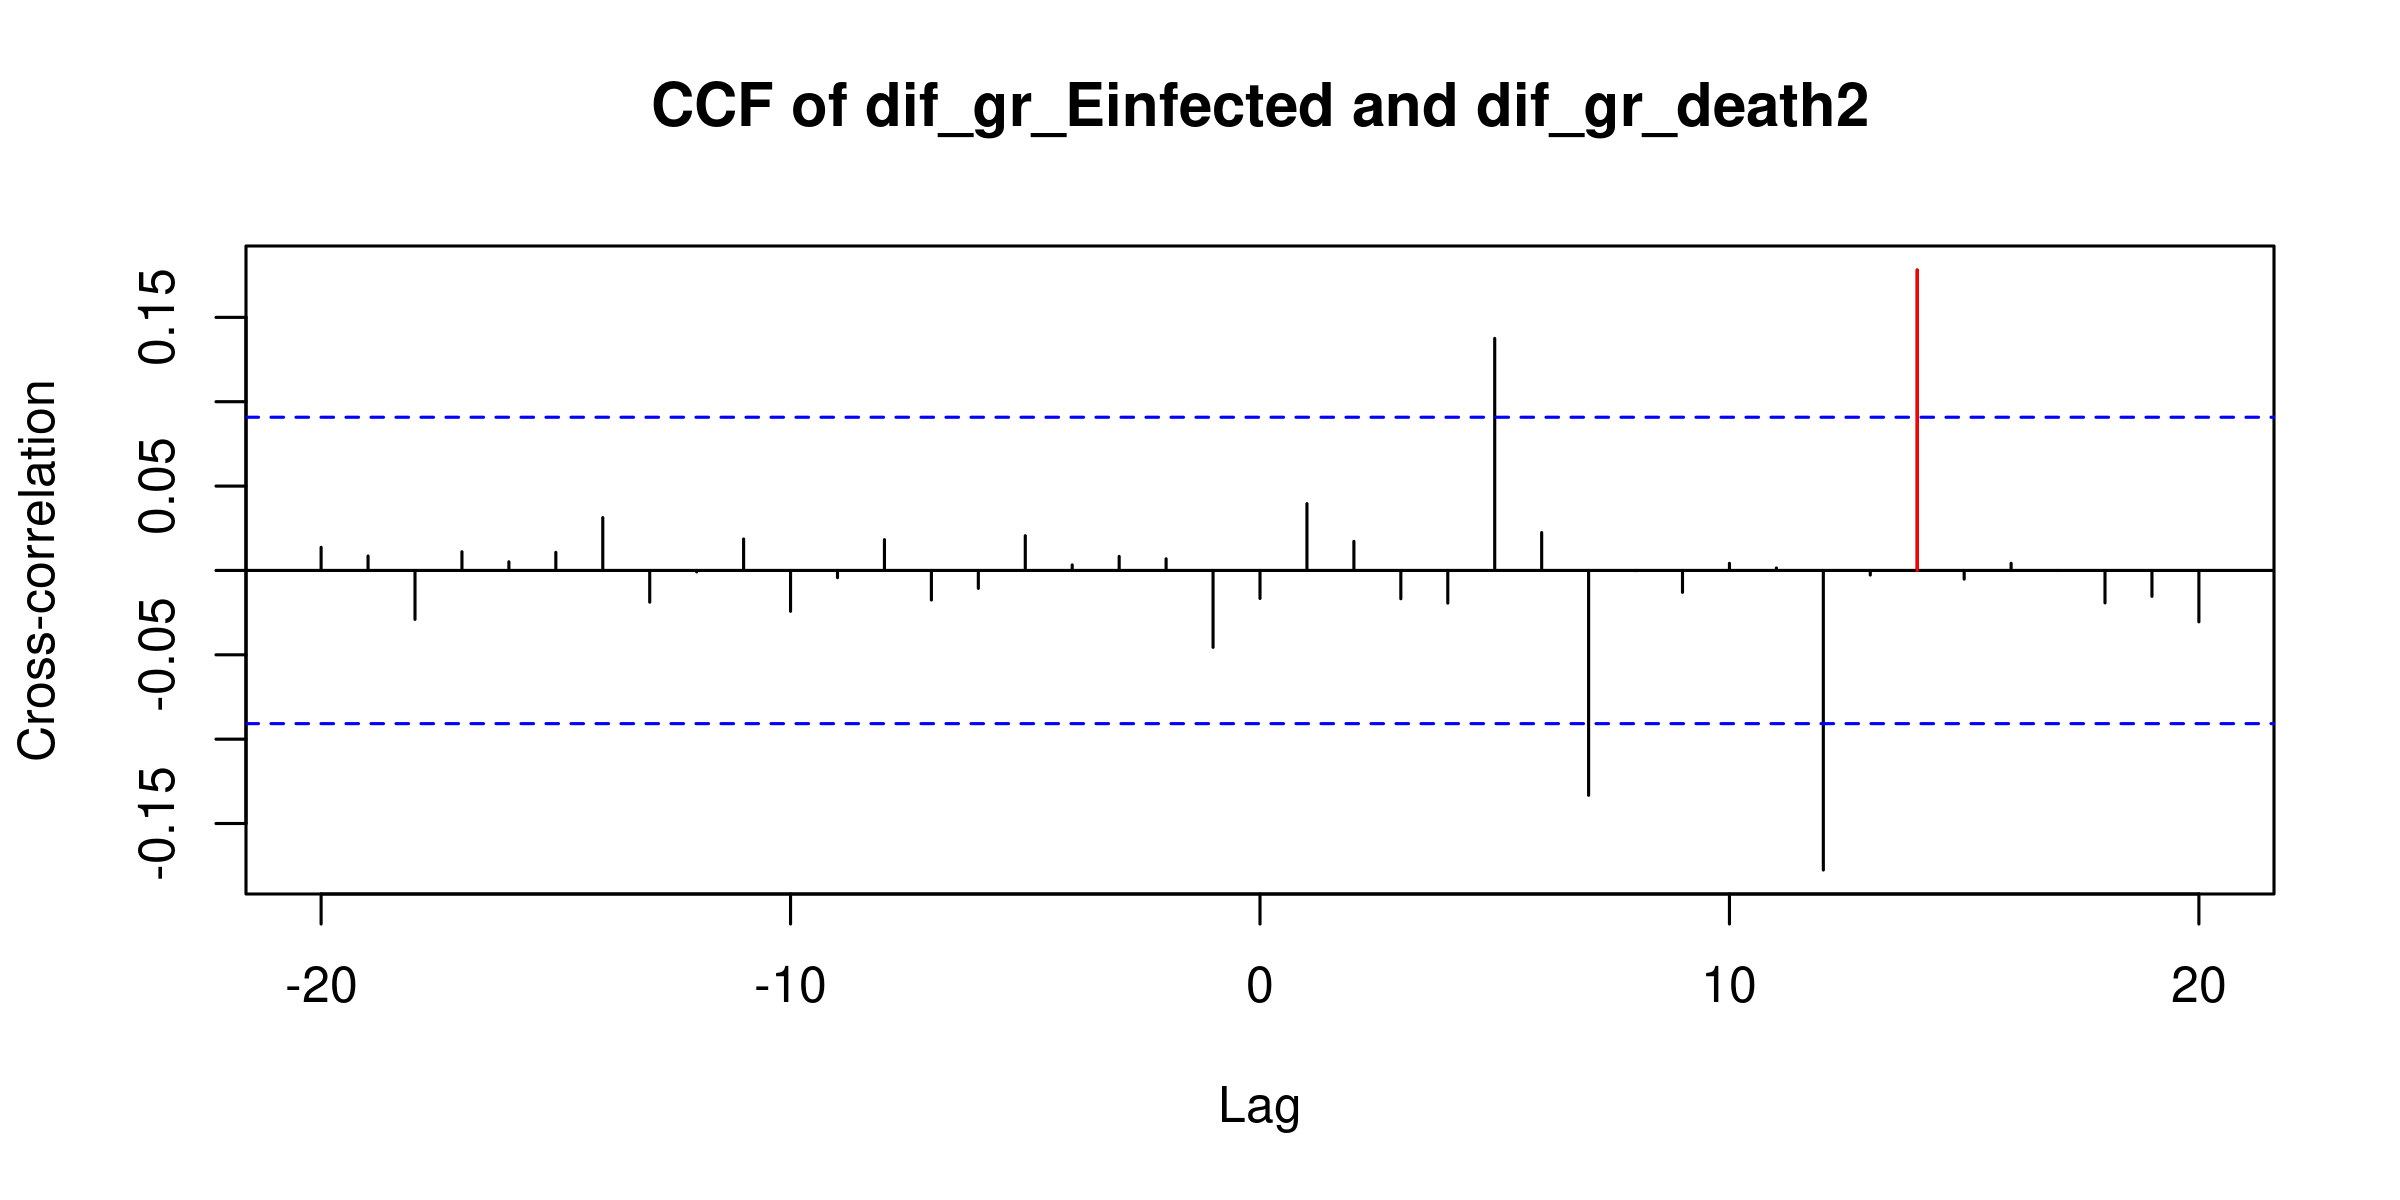 CCF of dif_gr_Einfected and dif_gr_death2
Cross-correlation
0.15
0.05
-0.05
-0.15
-20 -10 0 10 20
Lag